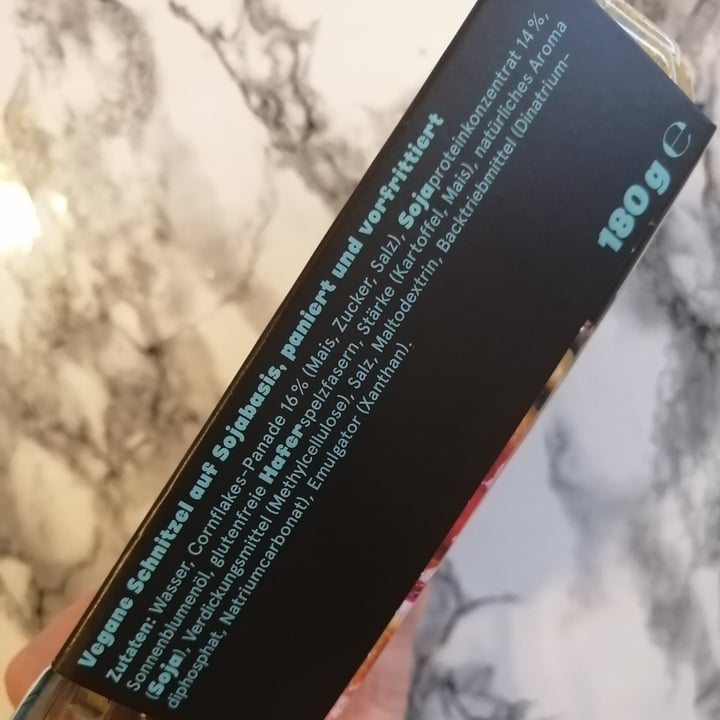 Vegane Schnitzel auf Sojabasis, paniert und vorfrittiert
Zutaten: Wasser, Cornflakes-Panade 16% (Mais, Zucker, Salz), Sojaproteinkonzentrat 14%,
Sonnenblumenöl, glutenfreie Haferspelzfasern, Stärke (Kartoffel, Mais), natürliches Aroma
(Soja), Verdickungsmittel (Methylcellulose), Salz, Maltodextrin, Backtriebmittel (Dinatrium-
diphosphat, Natriumcarbonat), Emulgator (Xanthan).
180 g ℮